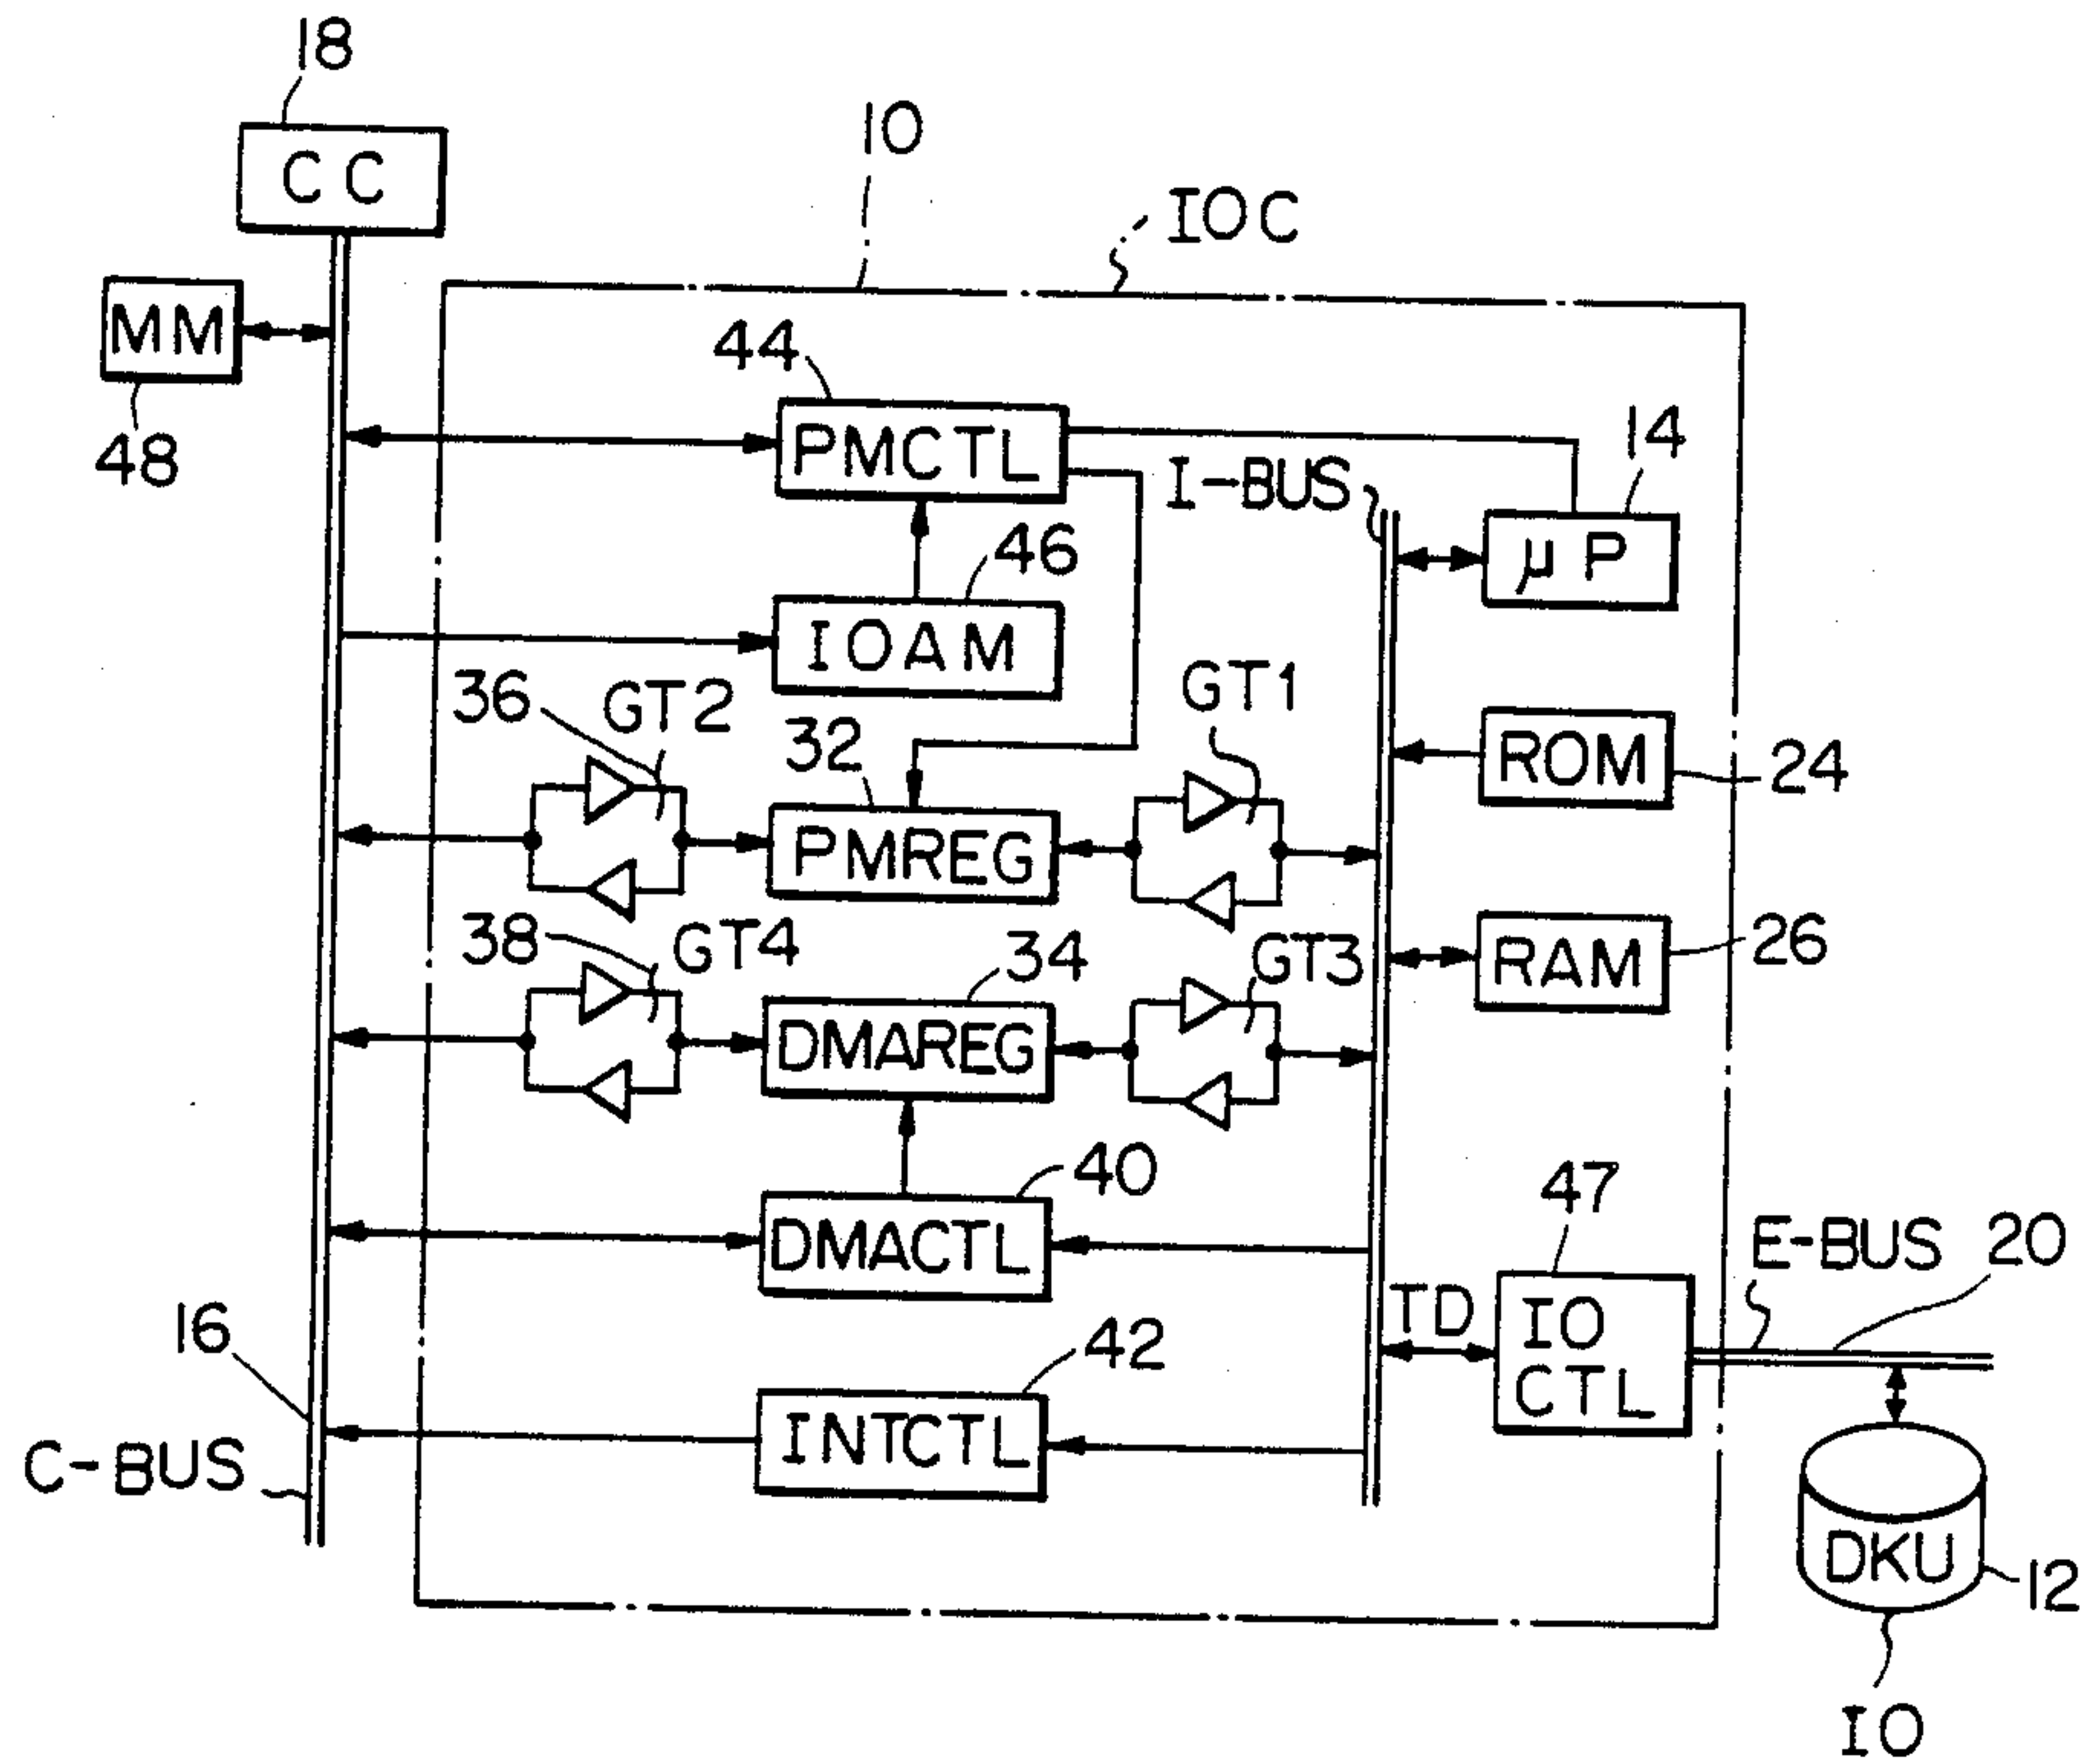 18
CC
10
IOC
MM
48
44
PMCTL
I-BUS
14
μP
46
IOAM
36
GT2
32
GT1
ROM
24
PMREG
38
GT4
34
GT3
RAM
26
DMAREG
40
DMACTL
47
E-BUS
20
TD
IO
CTL
16
42
INTCTL
C-BUS
DKU
12
IO